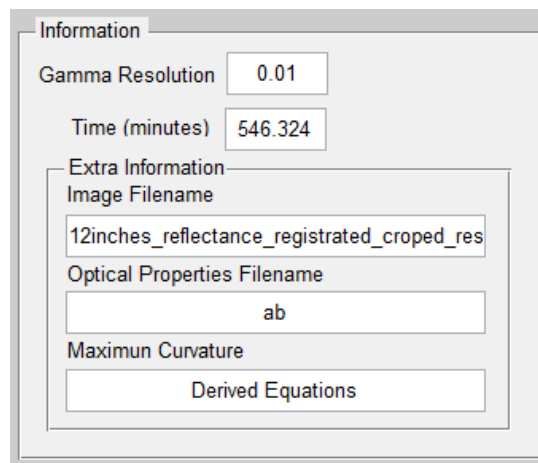 Information
Gamma Resolution 0.01
Time (minutes) 546.324
Extra Information
Image Filename
12inches_reflectance_registrated_croped_res
Optical Properties Filename
ab
Maximun Curvature
Derived Equations